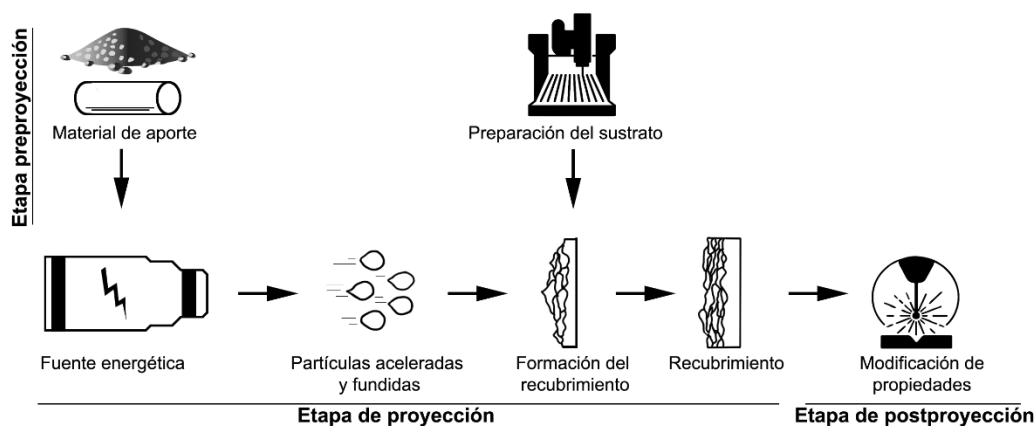 Etapa preproyección
Material de aporte
Preparación del sustrato
Fuente energética
Partículas aceleradas
y fundidas
Formación del
recubrimiento
Recubrimiento
Modificación de
propiedades
Etapa de proyección
Etapa de postproyección